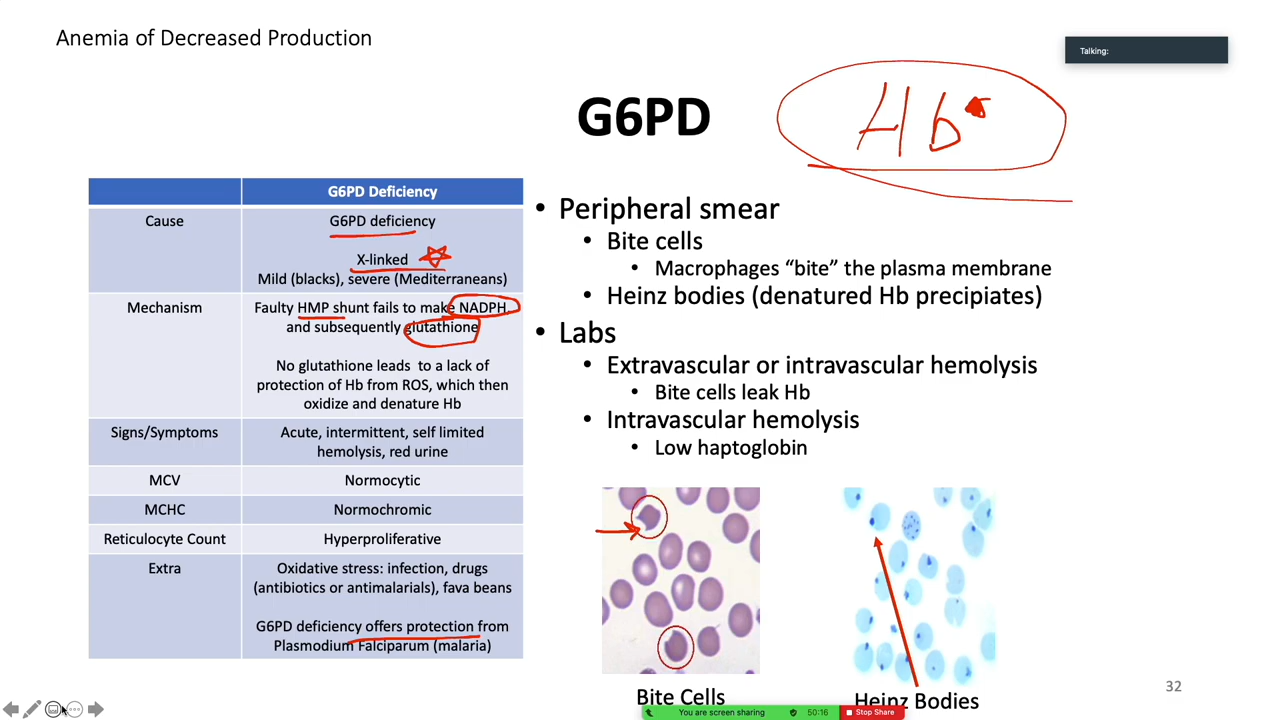 Anemia of Decreased Production
Talking:
G6PD
Hb
G6PD Deficiency
Cause
G6PD deficiency
X-linked
Mild (blacks), severe (Mediterraneans)
Mechanism
Faulty HMP shunt fails to make NADPH,
and subsequently glutathione
No glutathione leads to a lack of
protection of Hb from ROS, which then
oxidize and denature Hb
Signs/Symptoms
Acute, intermittent, self limited
hemolysis, red urine
MCV
Normocytic
MCHC
Normochromic
Reticulocyte Count
Hyperproliferative
Extra
Oxidative stress: infection, drugs
(antibiotics or antimalarials), fava beans
G6PD deficiency offers protection from
Plasmodium Falciparum (malaria)
• Peripheral smear
• Bite cells
• Macrophages “bite” the plasma membrane
• Heinz bodies (denatured Hb precipiates)
• Labs
• Extravascular or intravascular hemolysis
• Bite cells leak Hb
• Intravascular hemolysis
• Low haptoglobin
Bite Cells
Heinz Bodies
32
You are screen sharing
50:16
Stop Share